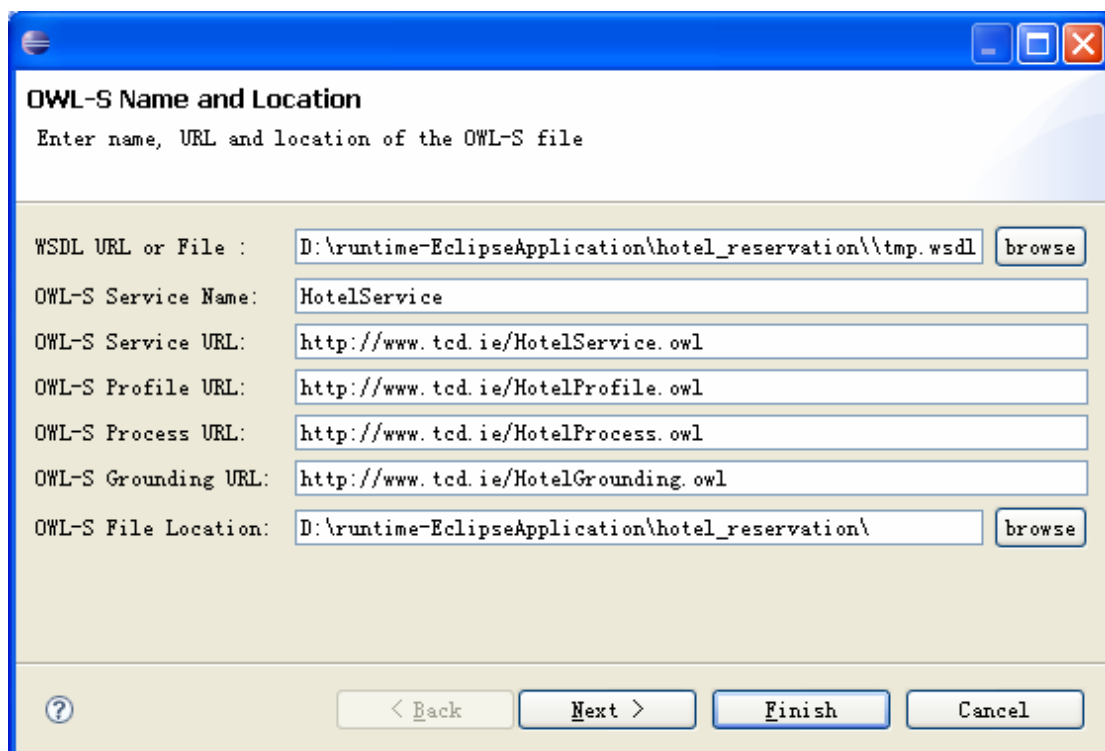 OWL-S Name and Location
Enter name, URL and location of the OWL-S file
WSDL URL or File : D:\runtime-EclipseApplication\hotel_reservation\\tmp.wsdl browse
OWL-S Service Name: HotelService
OWL-S Service URL: http://www.tcd.ie/HotelService.owl
OWL-S Profile URL: http://www.tcd.ie/HotelProfile.owl
OWL-S Process URL: http://www.tcd.ie/HotelProcess.owl
OWL-S Grounding URL: http://www.tcd.ie/HotelGrounding.owl
OWL-S File Location: D:\runtime-EclipseApplication\hotel_reservation\ browse
? < Back Next > Finish Cancel